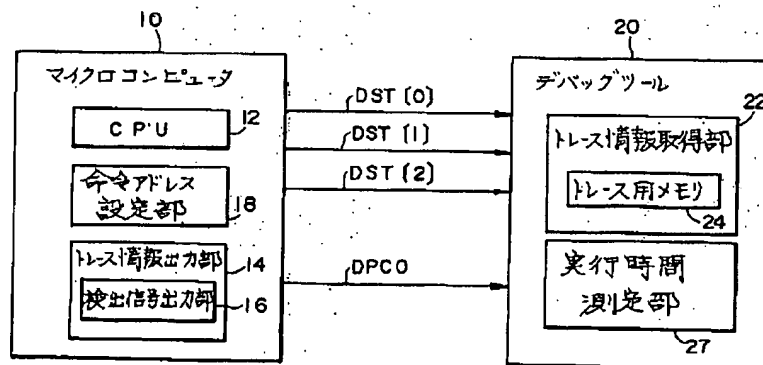 10
マイクロコンピュータ
CPU
12
命令アドレス
設定部
18
トレース情報出力部
14
検出信号出力部
16
DST [0]
DST [1]
DST [2]
DPCO
20
デバッグツール
22
トレース情報取得部
トレース用メモリ
24
実行時間
測定部
27